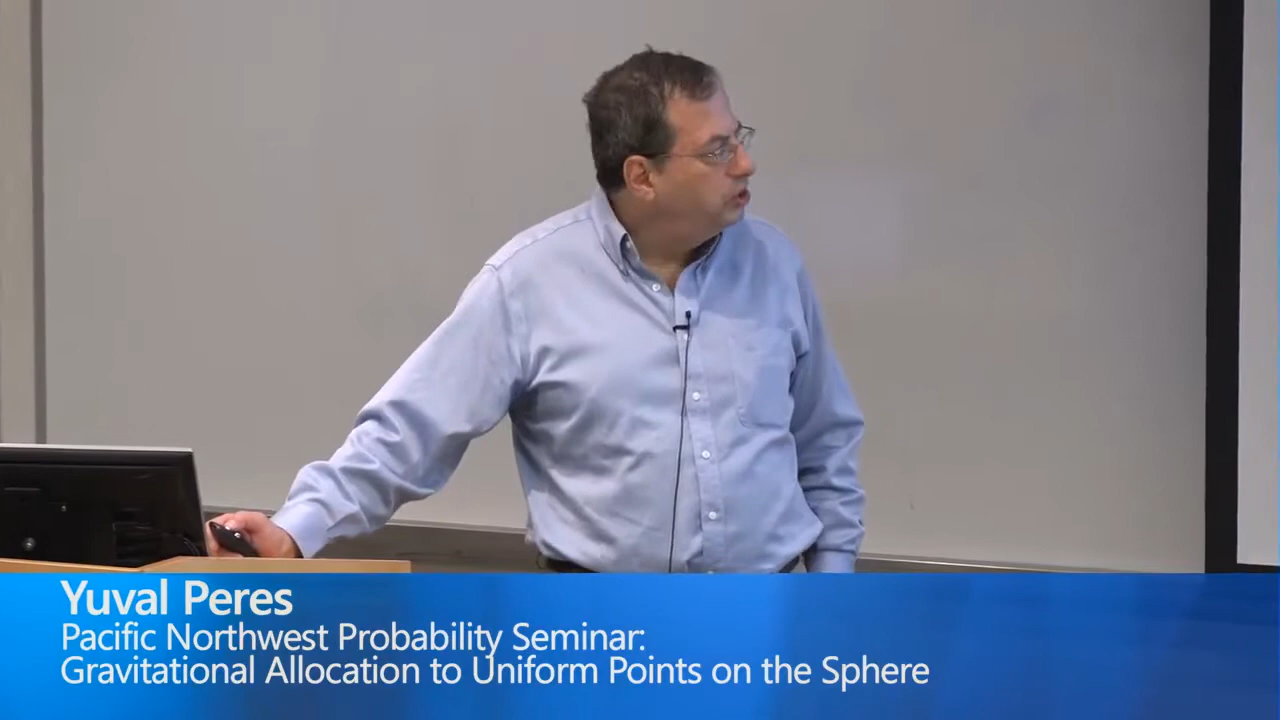 Yuval Peres
Pacific Northwest Probability Seminar:
Gravitational Allocation to Uniform Points on the Sphere